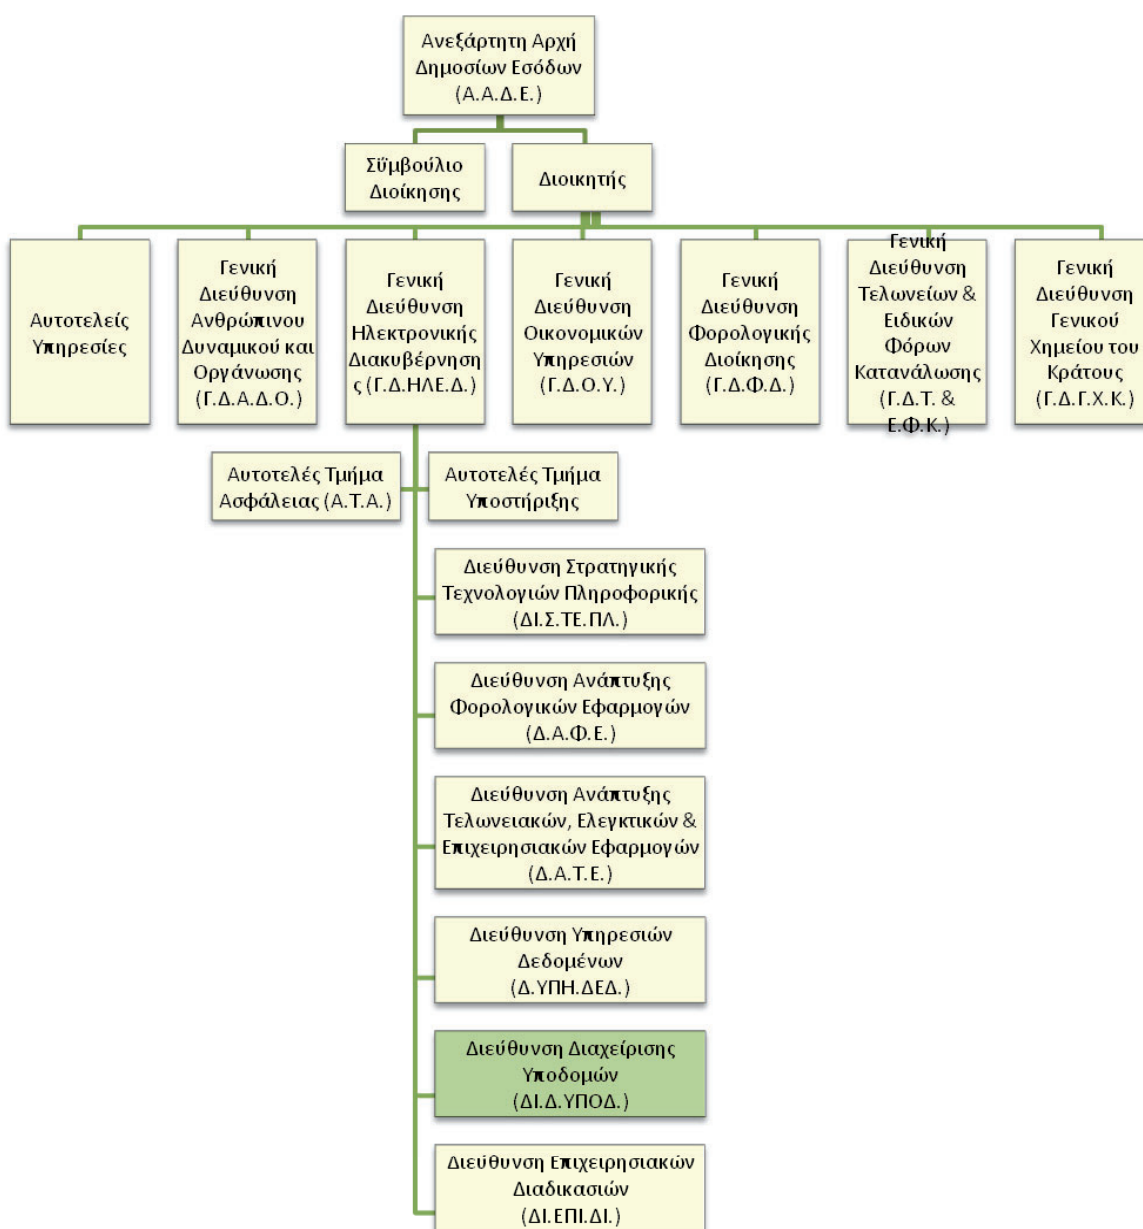 Ανεξάρτητη Αρχή
Δημοσίων Εσόδων
(Α.Α.Δ.Ε.)
Σΰμβούλιο
Διοίκησης
Διοικητής
Αυτοτελείς
Υπηρεσίες
Γενική
Διεύθυνση
Ανθρώπινου
Δυναμικού και
Οργάνωσης
(Γ.Δ.Α.Δ.Ο.)
Γενική
Διεύθυνση
Ηλεκτρονικής
Διακυβέρνηση
ς (Γ.Δ.ΗΛΕ.Δ.)
Γενική
Διεύθυνση
Οικονομικών
Υπηρεσιών
(Γ.Δ.Ο.Υ.)
Γενική
Διεύθυνση
Φορολογικής
Διοίκησης
(Γ.Δ.Φ.Δ.)
Γενική
Διεύθυνση
Τελωνείων &
Ειδικών
Φόρων
Κατανάλωσης
(Γ.Δ.Τ. &
Ε.Φ.Κ.)
Γενική
Διεύθυνση
Γενικού
Χημείου του
Κράτους
(Γ.Δ.Γ.Χ.Κ.)
Αυτοτελές Τμήμα
Ασφάλειας (Α.Τ.Α.)
Αυτοτελές Τμήμα
Υποστήριξης
Διεύθυνση Στρατηγικής
Τεχνολογιών Πληροφορικής
(ΔΙ.Σ.ΤΕ.ΠΛ.)
Διεύθυνση Ανάπτυξης
Φορολογικών Εφαρμογών
(Δ.Α.Φ.Ε.)
Διεύθυνση Ανάπτυξης
Τελωνειακών, Ελεγκτικών &
Επιχειρησιακών Εφαρμογών
(Δ.Α.Τ.Ε.)
Διεύθυνση Υπηρεσιών
Δεδομένων
(Δ.ΥΠΗ.ΔΕΔ.)
Διεύθυνση Διαχείρισης
Υποδομών
(ΔΙ.Δ.ΥΠΟΔ.)
Διεύθυνση Επιχειρησιακών
Διαδικασιών
(ΔΙ.ΕΠΙ.ΔΙ.)